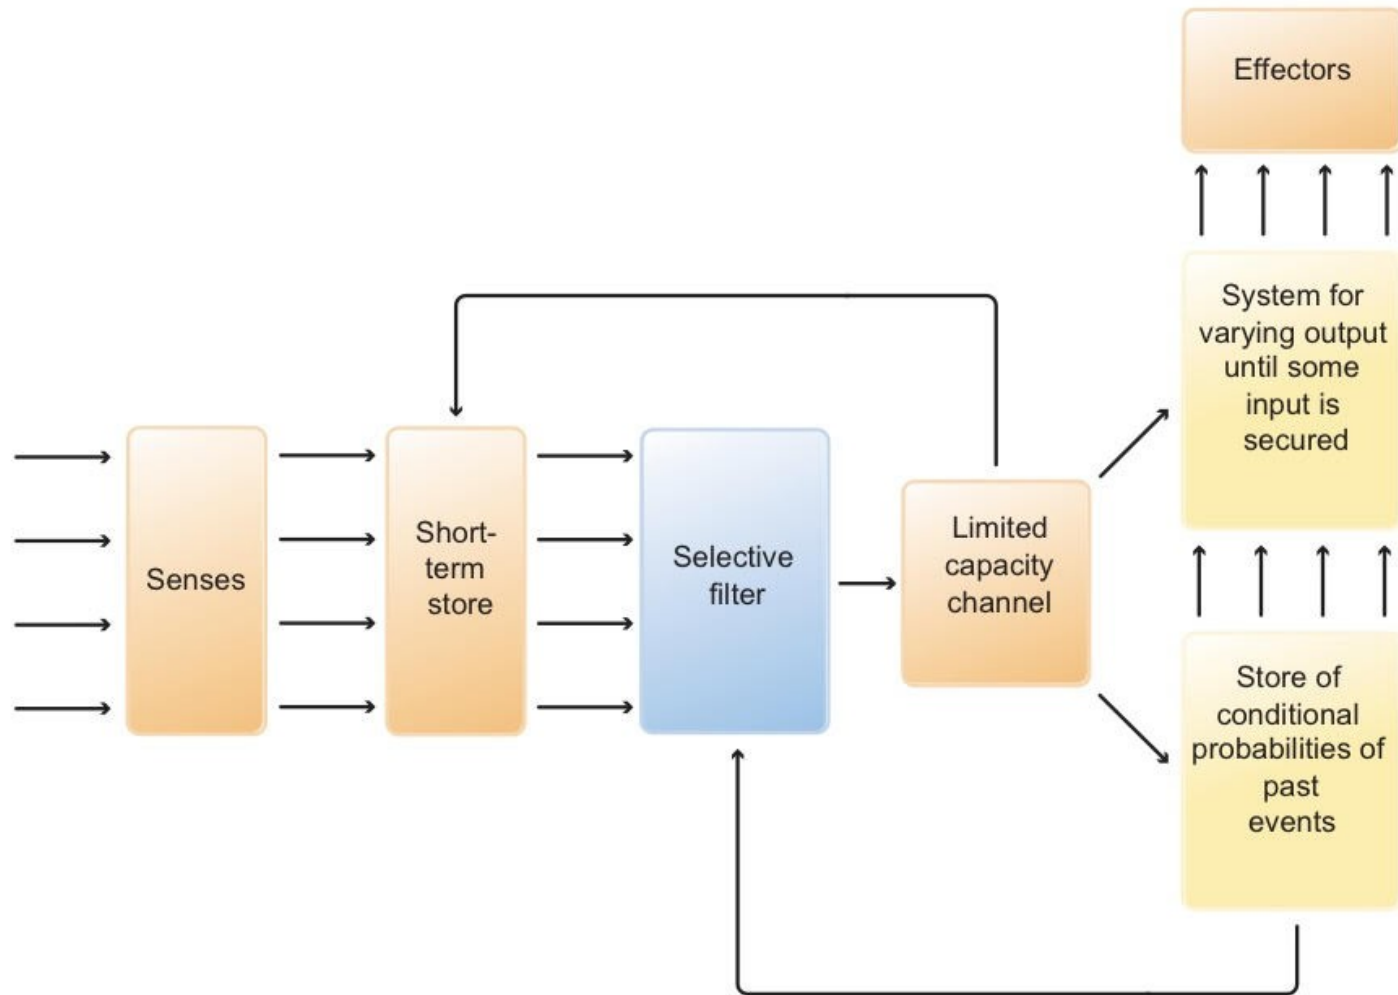 Effectors
System for
varying output
until some
input is
secured
Senses
Short-
term
store
Selective
filter
Limited
capacity
channel
Store of
conditional
probabilities of
past
events